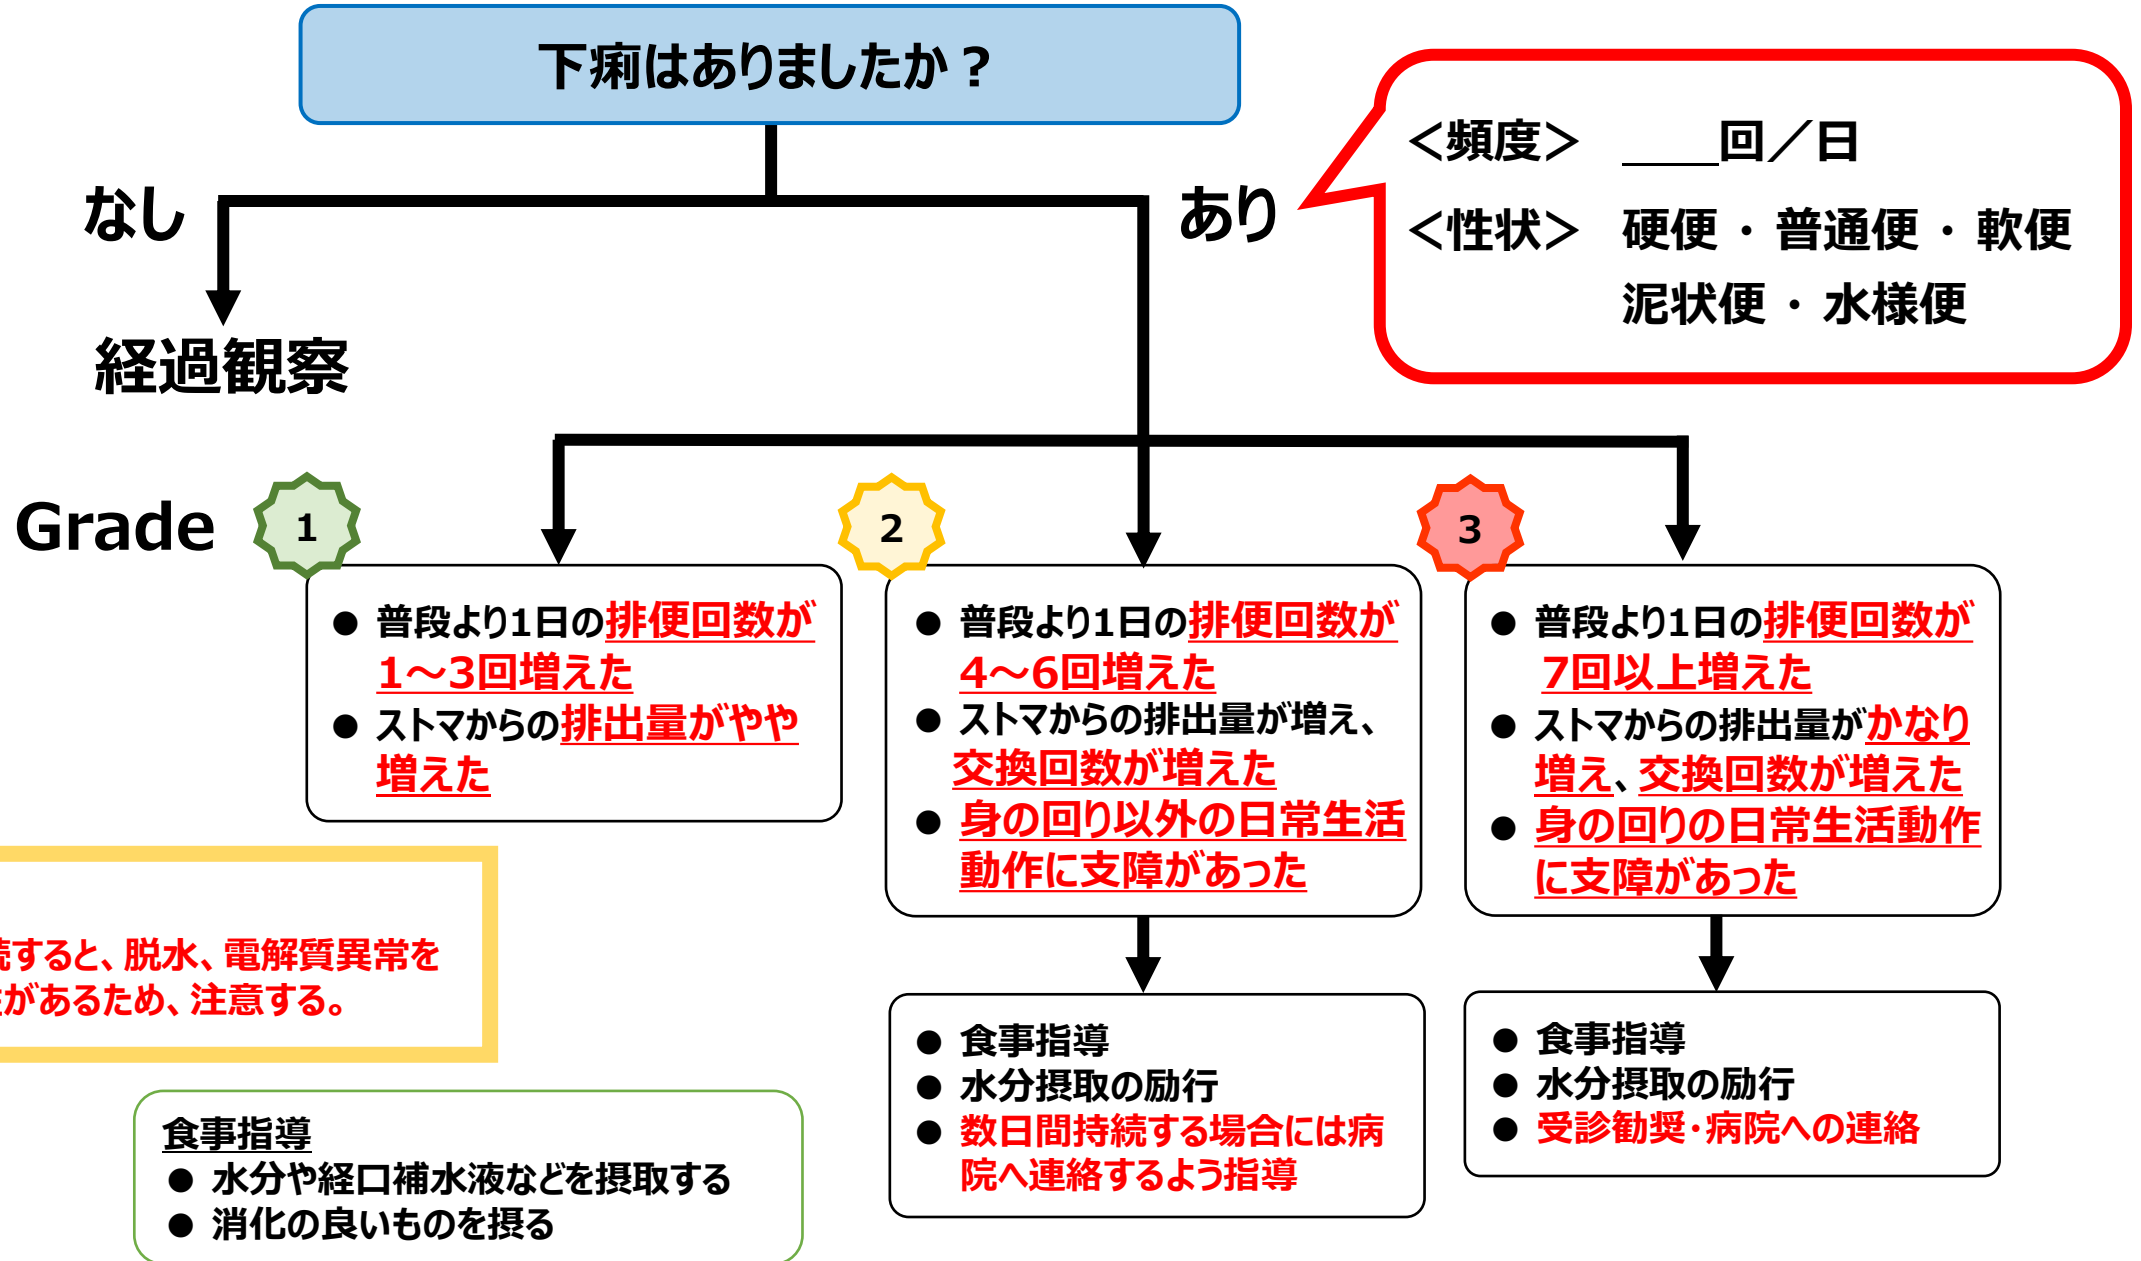 下痢はありましたか？
なし
あり
＜頻度＞ ＿＿回／日
＜性状＞ 硬便 ・ 普通便 ・ 軟便
泥状便 ・ 水様便
経過観察
Grade
1
● 普段より1日の排便回数が
1～3回増えた
● ストマからの排出量がやや
増えた
2
● 普段より1日の排便回数が
4～6回増えた
● ストマからの排出量が増え、
交換回数が増えた
● 身の回り以外の日常生活
動作に支障があった
3
● 普段より1日の排便回数が
7回以上増えた
● ストマからの排出量がかなり
増え、交換回数が増えた
● 身の回りの日常生活動作
に支障があった
続すると、脱水、電解質異常を
性があるため、注意する。
● 食事指導
● 水分摂取の励行
● 数日間持続する場合には病
院へ連絡するよう指導
● 食事指導
● 水分摂取の励行
● 受診勧奨・病院への連絡
食事指導
● 水分や経口補水液などを摂取する
● 消化の良いものを摂る